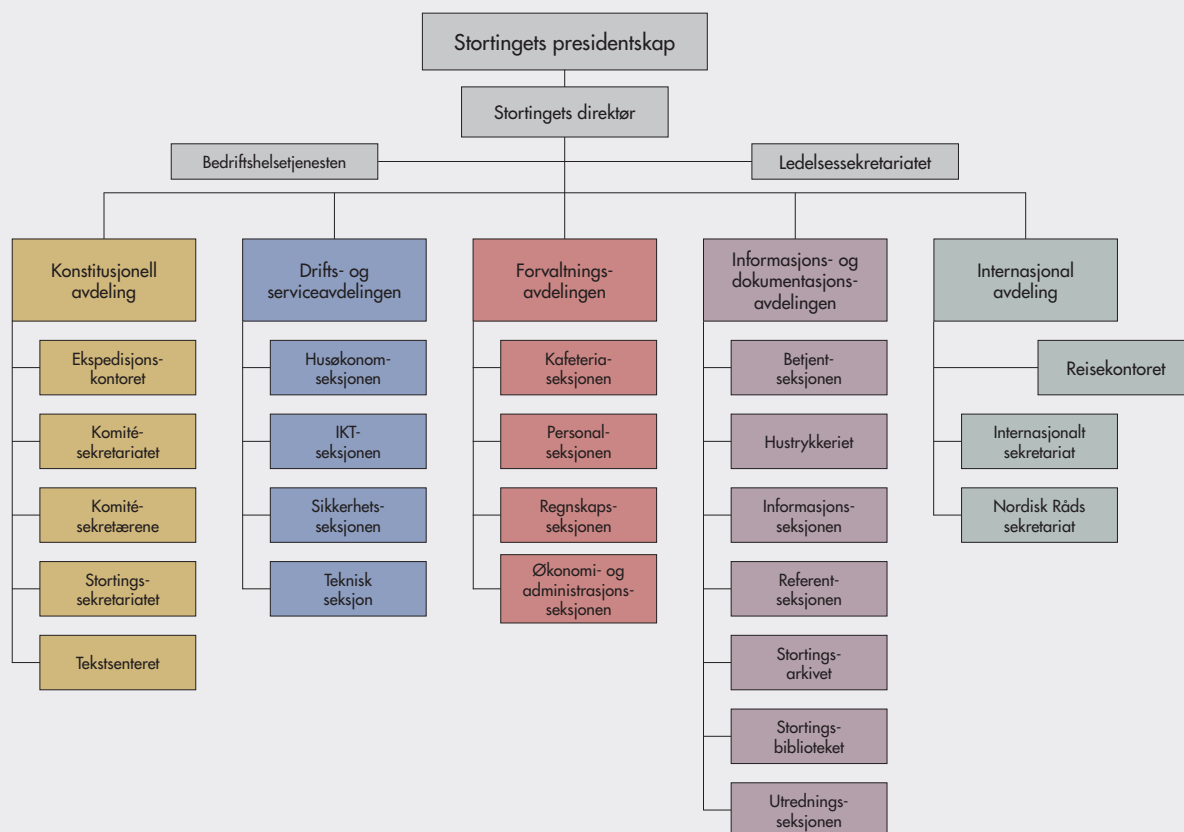 Stortingets presidentskap
Stortingets direktør
Bedriftshelsetjenesten
Ledelsessekretariatet
Konstitusjonell
avdeling
Ekspedisjons-
kontoret
Komité-
sekretariatet
Komité-
sekretærene
Stortings-
sekretariatet
Tekstsenteret
Drifts- og
serviceavdelingen
Husøkonom-
seksjonen
IKT-
seksjonen
Sikkerhets-
seksjonen
Teknisk
seksjon
Forvaltnings-
avdelingen
Kafeteria-
seksjonen
Personal-
seksjonen
Regnskaps-
seksjonen
Økonomi- og
administrasjons-
seksjonen
Informasjons- og
dokumentasjons-
avdelingen
Betjent-
seksjonen
Hustrykkeriet
Informasjons-
seksjonen
Referent-
seksjonen
Stortings-
arkivet
Stortings-
biblioteket
Utrednings-
seksjonen
Internasjonal
avdeling
Reisekontoret
Internasjonalt
sekretariat
Nordisk Råds
sekretariat